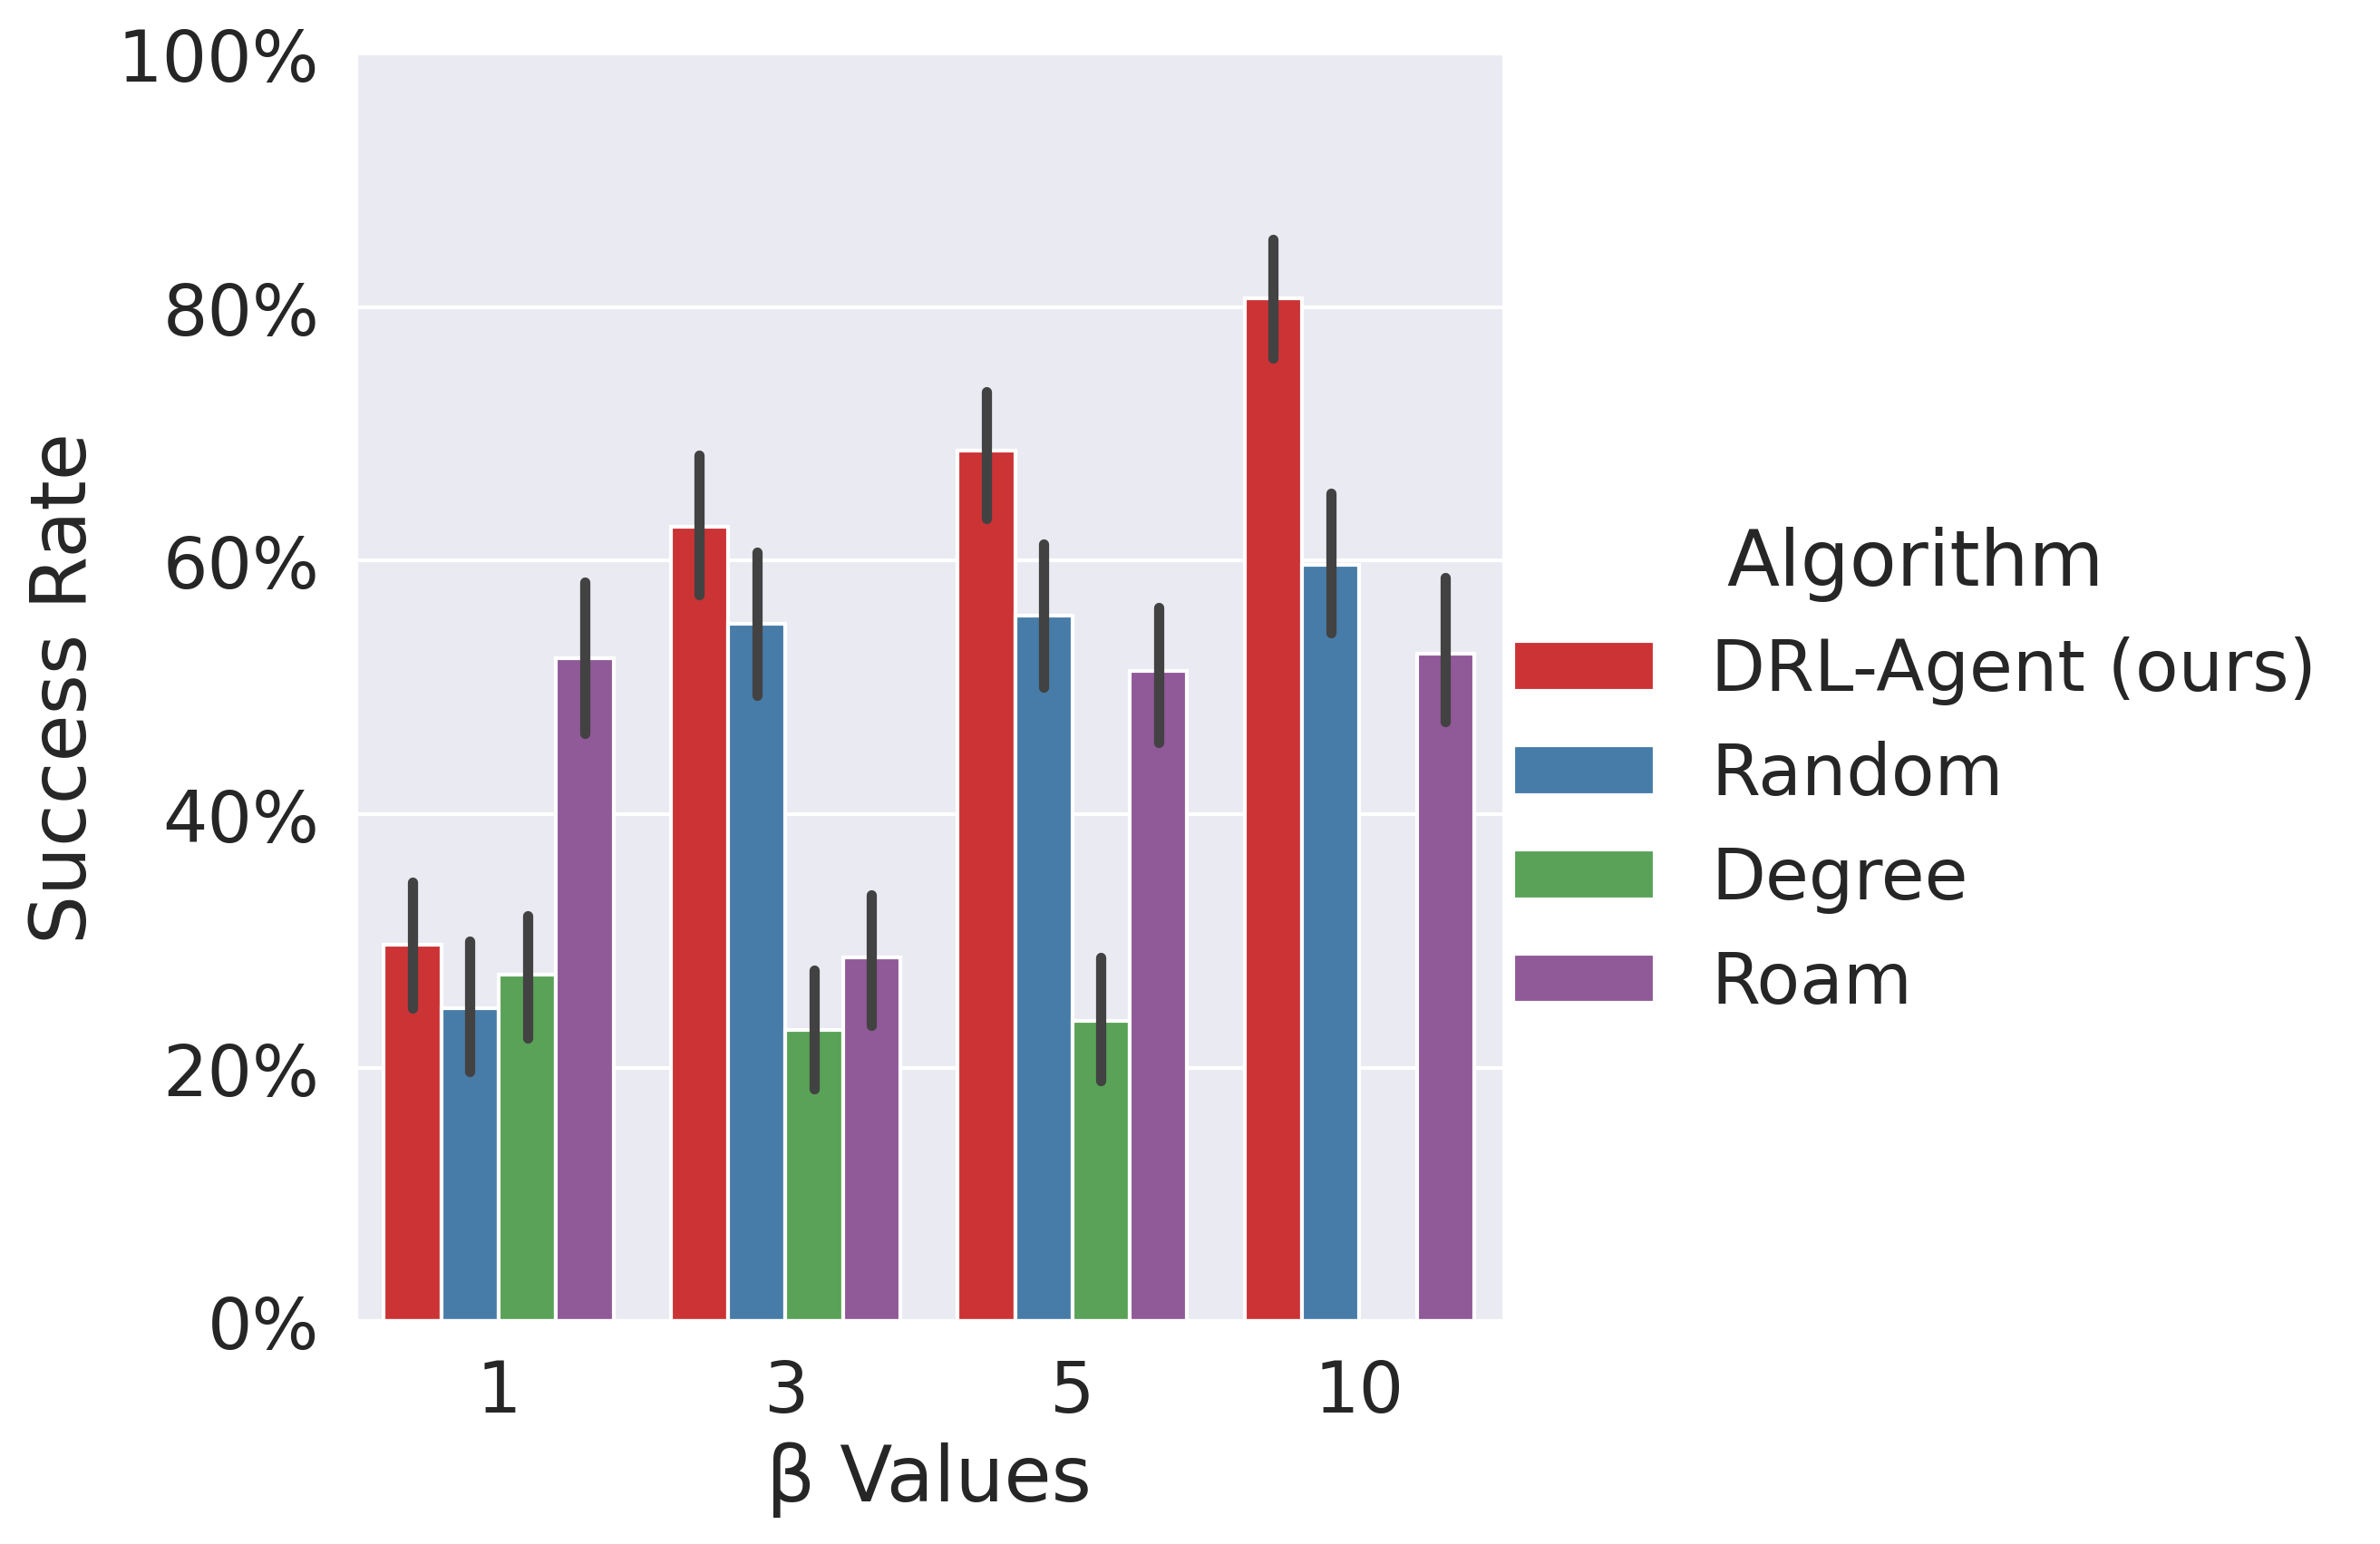 100%
80%
60%
40%
20%
0%
Success Rate
1 3 5 10
β Values
Algorithm
DRL-Agent (ours)
Random
Degree
Roam